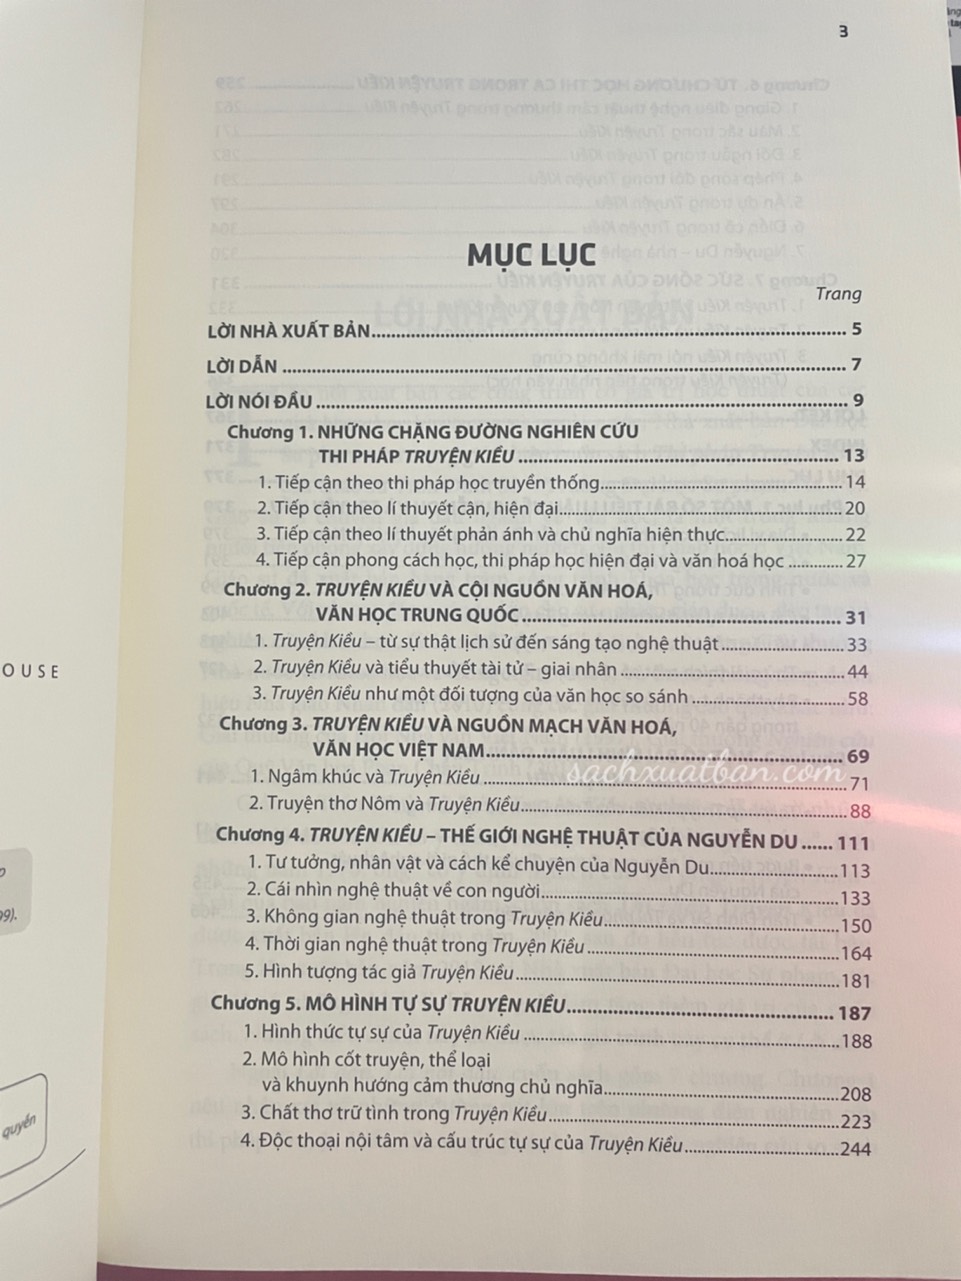 3
MỤC LỤC
Trang
LỜI NHÀ XUẤT BẢN........ 5
LỜI DẪN ........ 7
LỜI NÓI ĐẦU ........ 9
Chương 1. NHỮNG CHẶNG ĐƯỜNG NGHIÊN CỨU
THI PHÁP TRUYỆN KIỀU ........ 13
1. Tiếp cận theo thi pháp học truyền thống........ 14
2. Tiếp cận theo lí thuyết cận, hiện đại........ 20
3. Tiếp cận theo lí thuyết phản ánh và chủ nghĩa hiện thực........ 22
4. Tiếp cận phong cách học, thi pháp học hiện đại và văn hoá học ........ 27
Chương 2. TRUYỆN KIỀU VÀ CỘI NGUỒN VĂN HOÁ,
VĂN HỌC TRUNG QUỐC........ 31
1. Truyện Kiều – từ sự thật lịch sử đến sáng tạo nghệ thuật ........ 33
2. Truyện Kiều và tiểu thuyết tài tử – giai nhân ........ 44
3. Truyện Kiều như một đối tượng của văn học so sánh ........ 58
Chương 3. TRUYỆN KIỀU VÀ NGUỒN MẠCH VĂN HOÁ,
VĂN HỌC VIỆT NAM........ 69
sachxuatban.com
1. Ngâm khúc và Truyện Kiều ........ 71
2. Truyện thơ Nôm và Truyện Kiều........ 88
Chương 4. TRUYỆN KIỀU – THẾ GIỚI NGHỆ THUẬT CỦA NGUYỄN DU ...... 111
1. Tư tưởng, nhân vật và cách kể chuyện của Nguyễn Du........ 113
2. Cái nhìn nghệ thuật về con người........ 133
3. Không gian nghệ thuật trong Truyện Kiều........ 150
4. Thời gian nghệ thuật trong Truyện Kiều ........ 164
5. Hình tượng tác giả Truyện Kiều........ 181
Chương 5. MÔ HÌNH TỰ SỰ TRUYỆN KIỀU........ 187
1. Hình thức tự sự của Truyện Kiều ........ 188
2. Mô hình cốt truyện, thể loại
và khuynh hướng cảm thương chủ nghĩa........ 208
3. Chất thơ trữ tình trong Truyện Kiều........ 223
4. Độc thoại nội tâm và cấu trúc tự sự của Truyện Kiều........ 244
OUSE
99).
quyền